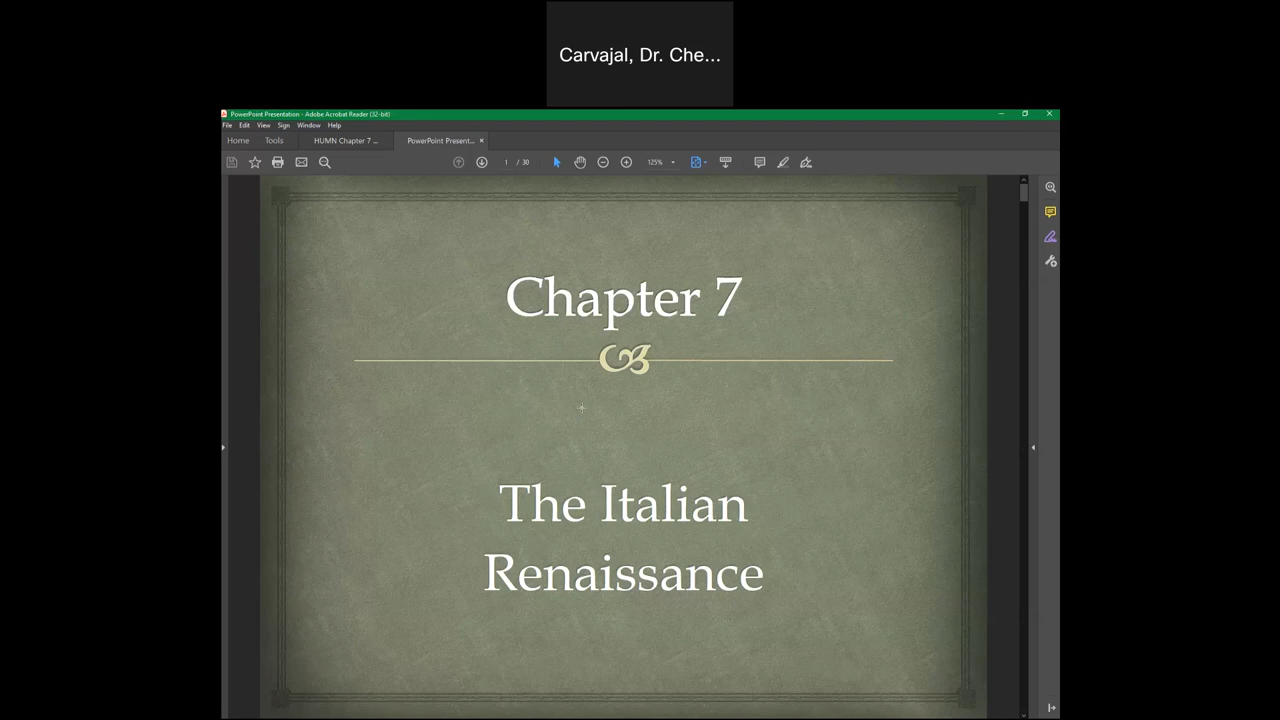 Carvajal, Dr. Che...
PowerPoint Presentation - Adobe Acrobat Reader (32-bit)
File Edit View Sign Window Help
Home Tools HUMN Chapter 7 ... PowerPoint Present... ×
1 / 30 125%
Chapter 7
The Italian
Renaissance